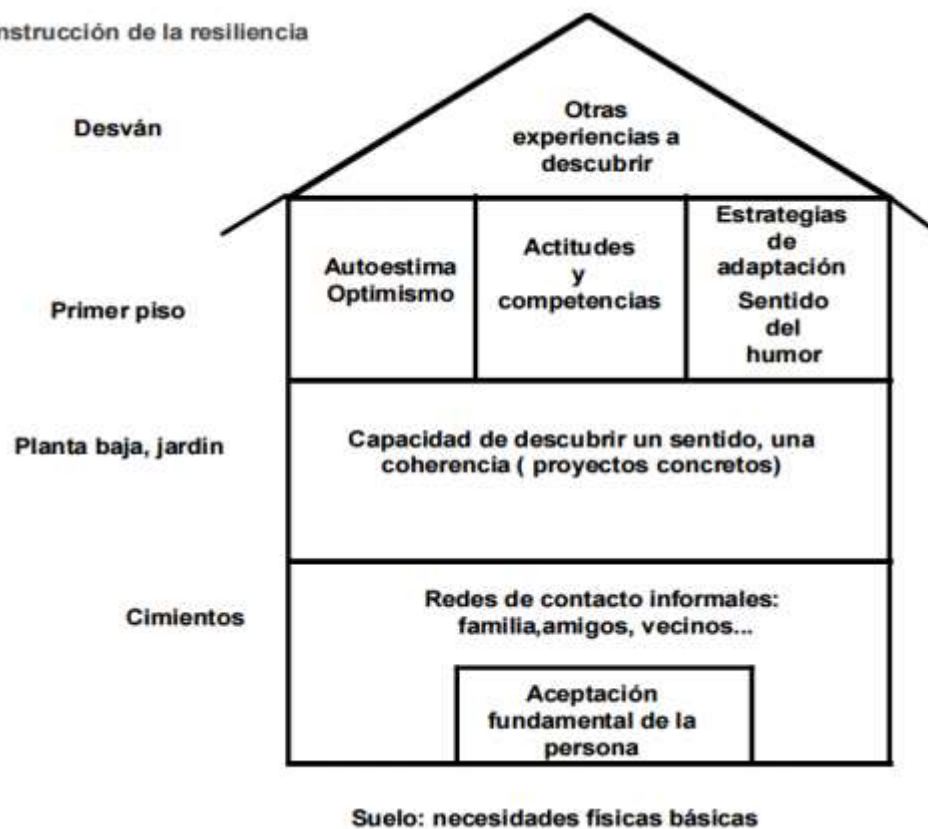 nstrucción de la resiliencia
Desván
Otras
experiencias a
descubrir
Primer piso
Autoestima
Optimismo
Actitudes
y
competencias
Estrategias
de
adaptación
Sentido
del
humor
Planta baja, jardin
Capacidad de descubrir un sentido, una
coherencia ( proyectos concretos)
Cimientos
Redes de contacto informales:
familia,amigos, vecinos...
Aceptación
fundamental de la
persona
Suelo: necesidades físicas básicas